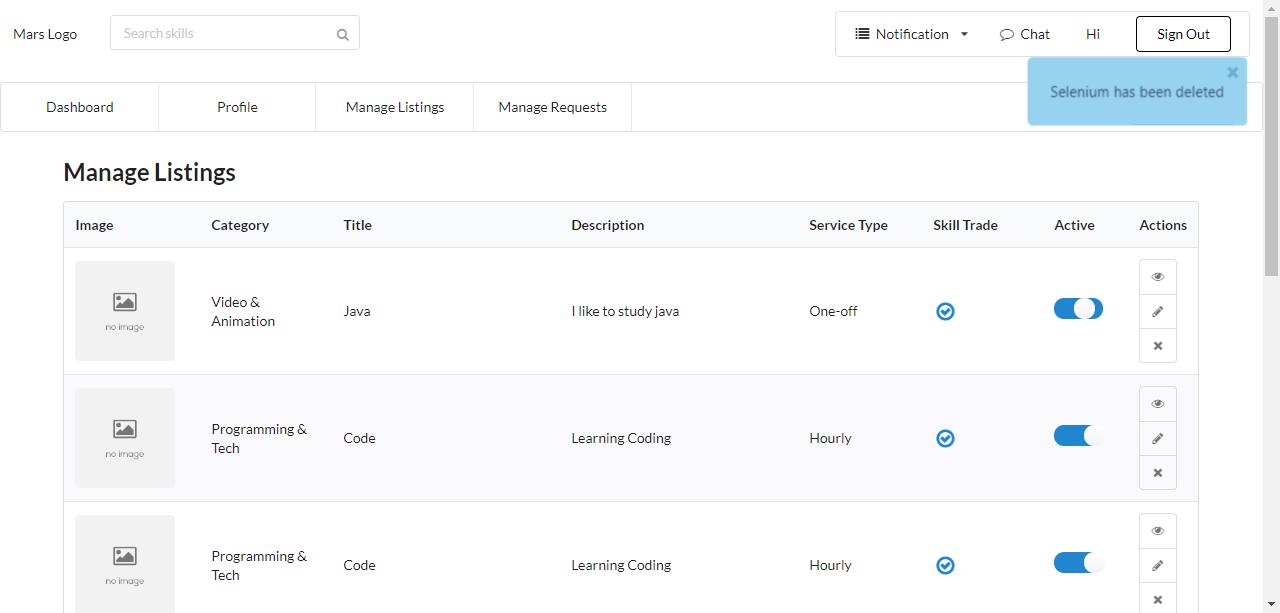 Mars Logo
Search skills
Notification
Chat
Hi
Sign Out
Selenium has been deleted
Dashboard
Profile
Manage Listings
Manage Requests
Manage Listings
Image
Category
Title
Description
Service Type
Skill Trade
Active
Actions
no image
Video &
Animation
Java
I like to study java
One-off
no image
Programming &
Tech
Code
Learning Coding
Hourly
no image
Programming &
Tech
Code
Learning Coding
Hourly